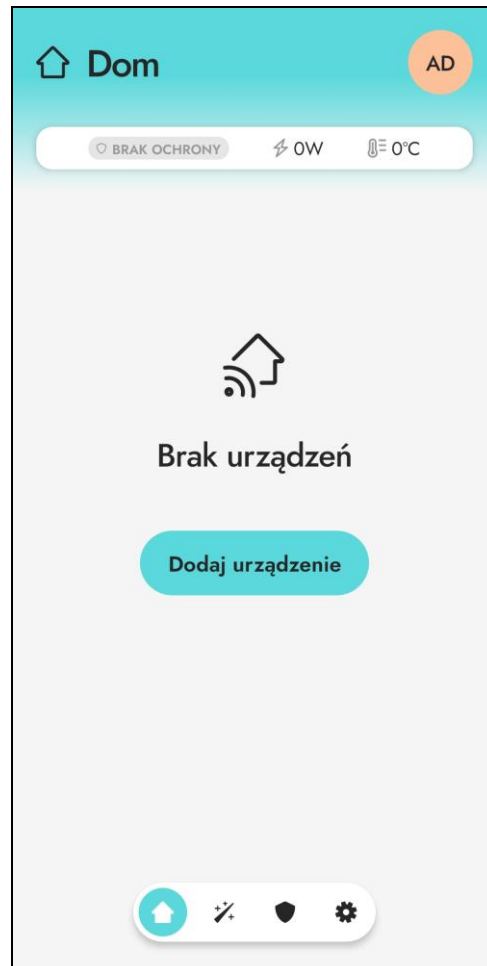 Dom
AD
BRAK OCHRONY 0W 0°C
Brak urządzeń
Dodaj urządzenie